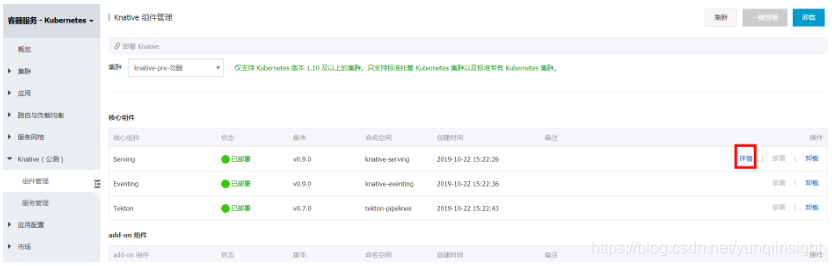 容器服务 - Kubernetes
Knative 组件管理
刷新
一键部署
卸载
概览
部署 Knative
集群
集群
knative-pre-勿删
仅支持 Kubernetes 版本 1.10 及以上的集群，只支持标准托管 Kubernetes 集群以及标准专有 Kubernetes 集群。
应用
路由与负载均衡
核心组件
服务网格
核心组件 状态 版本 命名空间 创建时间 备注 操作
Knative（公测）
Serving 已部署 v0.9.0 knative-serving 2019-10-22 15:22:26 详情 | 部署 | 卸载
组件管理
Eventing 已部署 v0.9.0 knative-eventing 2019-10-22 15:22:36 部署 | 卸载
服务管理
Tekton 已部署 v0.7.0 tekton-pipelines 2019-10-22 15:22:43 部署 | 卸载
应用配置
add-on 组件
市场
add-on 组件 状态 版本 命名空间 创建时间 备注 操作
https://blog.csdn.net/yunqiinsight